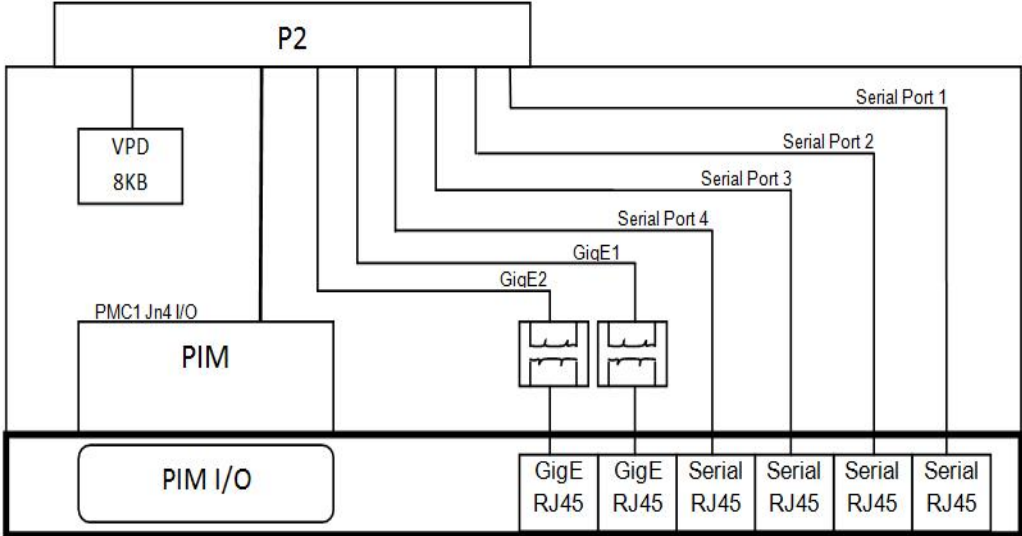 P2
Serial Port 1
VPD
8KB
Serial Port 2
Serial Port 3
Serial Port 4
GigE1
GigE2
PMC1 Jn4 I/O
PIM
PIM I/O
GigE
RJ45
GigE
RJ45
Serial
RJ45
Serial
RJ45
Serial
RJ45
Serial
RJ45